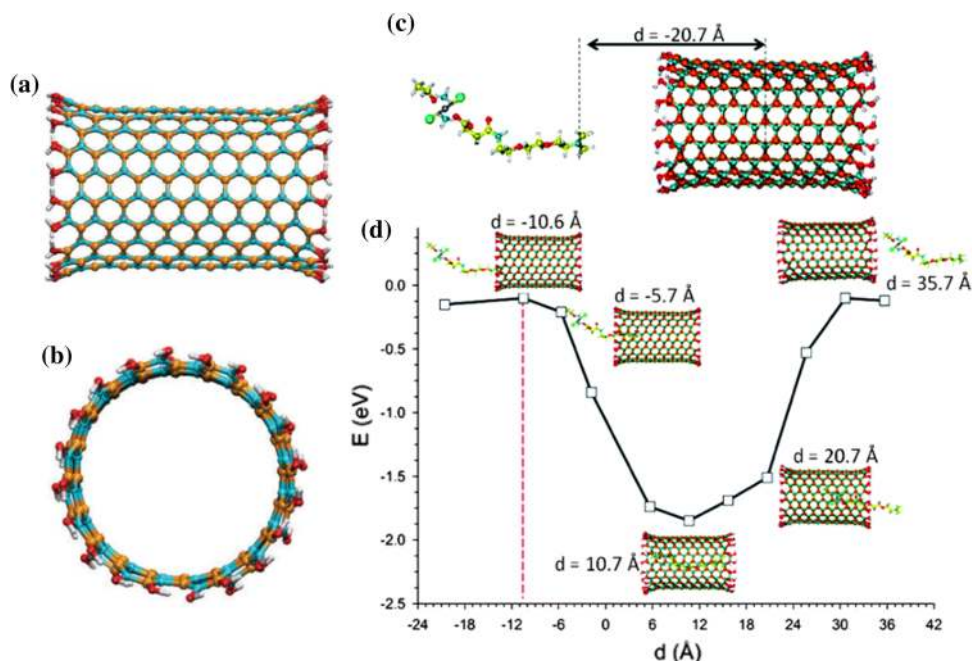 (a)
(b)
(c)
d = -20.7 Å
(d)
d = -10.6 Å
d = -5.7 Å
d = 35.7 Å
d = 20.7 Å
d = 10.7 Å
0.0
-0.5
-1.0
-1.5
-2.0
-2.5
E (eV)
-24 -18 -12 -6 0 6 12 18 24 30 36 42
d (Å)